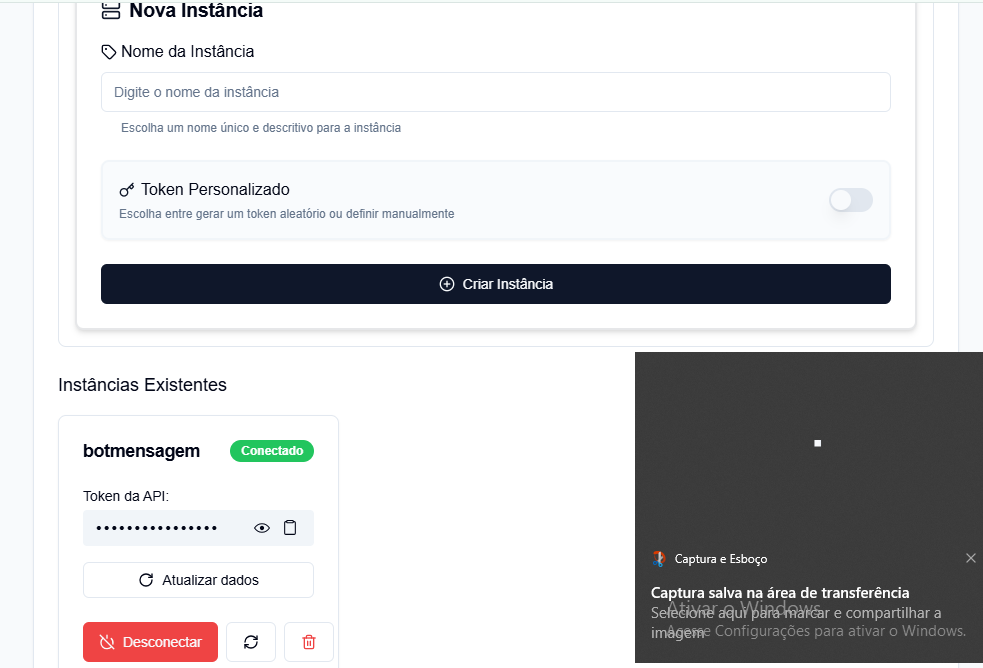 Nova Instância
Nome da Instância
Digite o nome da instância
Escolha um nome único e descritivo para a instância
Token Personalizado
Escolha entre gerar um token aleatório ou definir manualmente
Criar Instância
Instâncias Existentes
botmensagem
Conectado
Token da API:
••••••••••••••••
Atualizar dados
Desconectar
Captura e Esboço
Captura salva na área de transferência
Selecione aqui para marcar e compartilhar a
imagem
Ativar o Windows
Acesse Configurações para ativar o Windows.